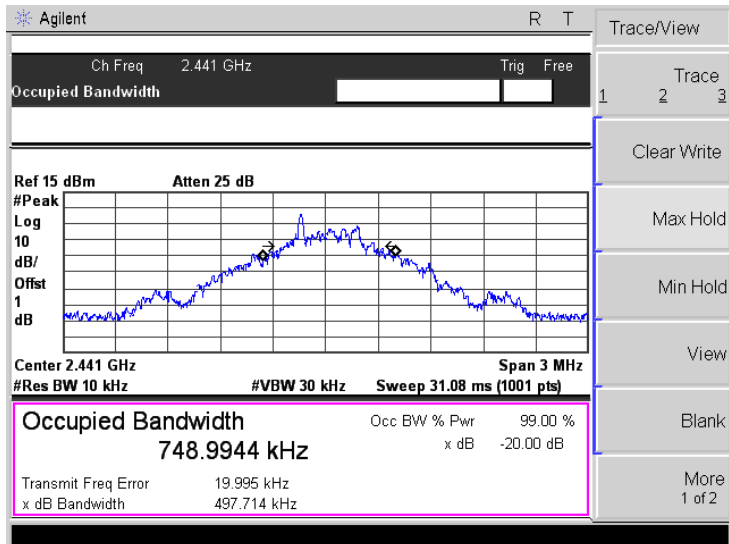 Agilent R T
Trace/View
Ch Freq 2.441 GHz Trig Free
Occupied Bandwidth
Trace
1 2 3
Clear Write
Max Hold
Min Hold
View
Blank
More
1 of 2
Ref 15 dBm Atten 25 dB
#Peak
Log
10
dB/
Offst
1
dB
Center 2.441 GHz Span 3 MHz
#Res BW 10 kHz #VBW 30 kHz Sweep 31.08 ms (1001 pts)
Occupied Bandwidth Occ BW % Pwr 99.00 %
748.9944 kHz x dB -20.00 dB
Transmit Freq Error 19.995 kHz
x dB Bandwidth 497.714 kHz